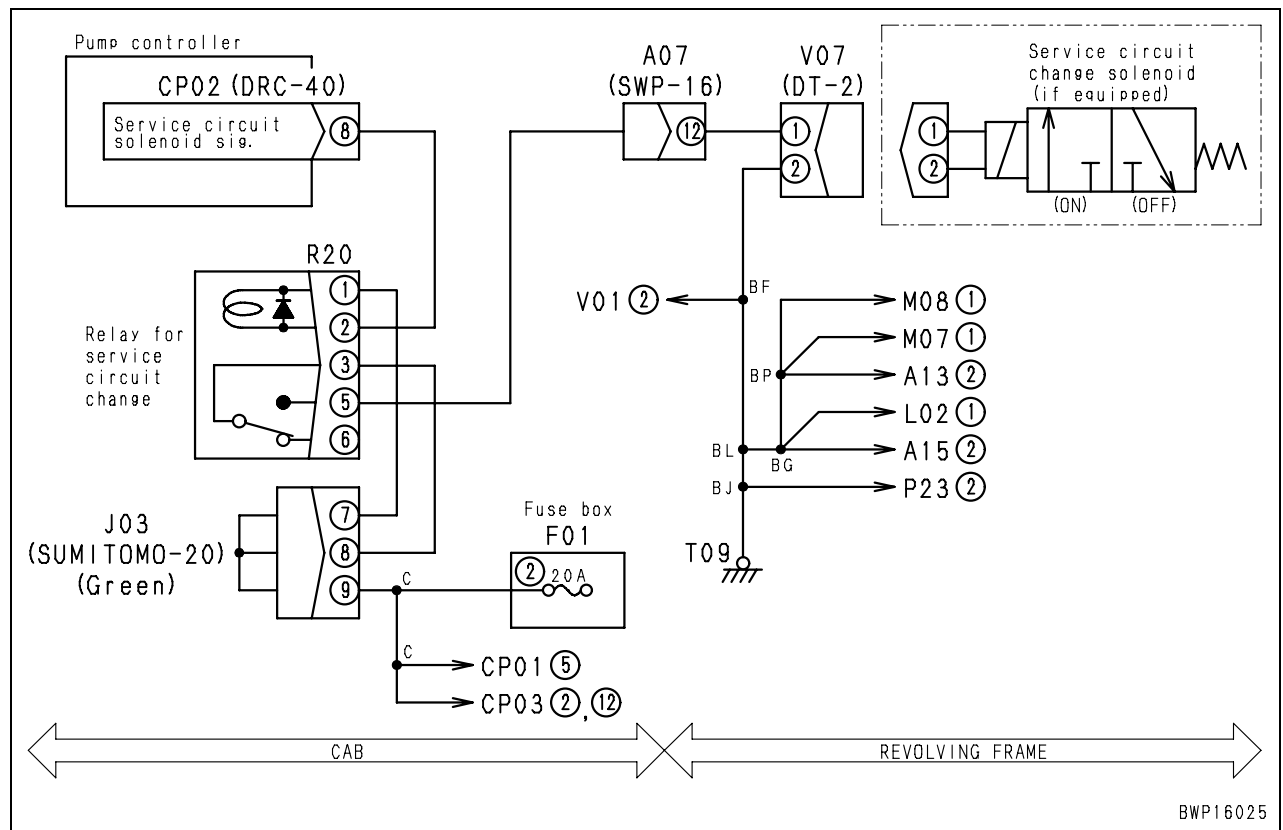 Pump controller
CP02 (DRC-40)
Service circuit
solenoid sig.
8
A07
(SWP-16)
12
V07
(DT-2)
1
2
Service circuit
change solenoid
(if equipped)
1
2
(ON)
(OFF)
R20
1
2
3
5
6
Relay for
service
circuit
change
V01 2
BF
BP
BL
BG
BJ
M08 1
M07 1
A13 2
L02 1
A15 2
P23 2
T09
J03
(SUMITOMO-20)
(Green)
7
8
9
C
C
Fuse box
F01
2
20A
CP01 5
CP03 2, 12
CAB
REVOLVING FRAME
BWP16025